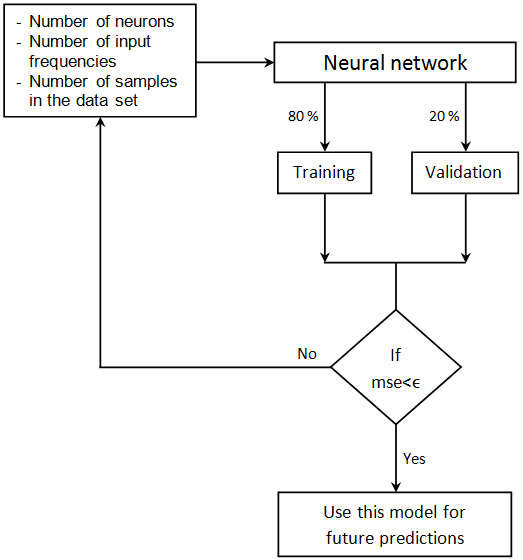 - Number of neurons
- Number of input
frequencies
- Number of samples
in the data set
Neural network
80 %
20 %
Training
Validation
No
If
mse<ϵ
Yes
Use this model for
future predictions